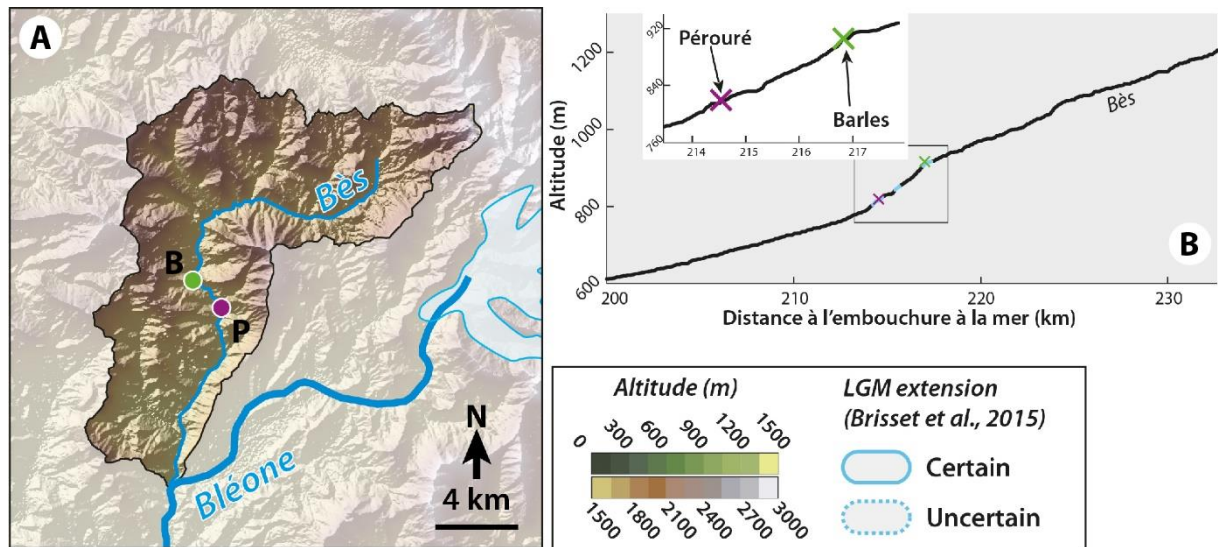 A
Bès
B
P
Bléone
N
4 km
920
840
760
Pérouré
Barles
214
215
216
217
Altitude (m)
1200
1000
800
600
Bès
B
200
210
220
230
Distance à l'embouchure à la mer (km)
Altitude (m)
0 300 600 900 1200 1500
1500 1800 2100 2400 2700 3000
LGM extension
(Brisset et al., 2015)
Certain
Uncertain